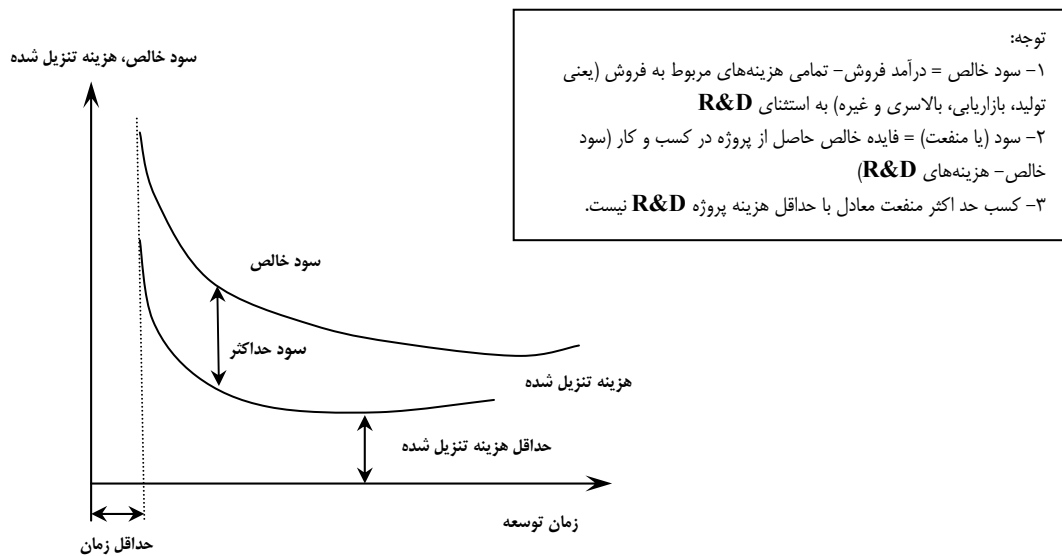 توجه:
۱- سود خالص = درآمد فروش- تمامی هزینه‌های مربوط به فروش (یعنی
تولید، بازاریابی، بالاسری و غیره) به استثنای R&D
۲- سود (یا منفعت) = فایده خالص حاصل از پروژه در کسب و کار (سود
خالص- هزینه‌های R&D)
۳- کسب حد اکثر منفعت معادل با حداقل هزینه پروژه R&D نیست.
سود خالص، هزینه تنزیل شده
سود خالص
سود حداکثر
هزینه تنزیل شده
حداقل هزینه تنزیل شده
زمان توسعه
حداقل زمان